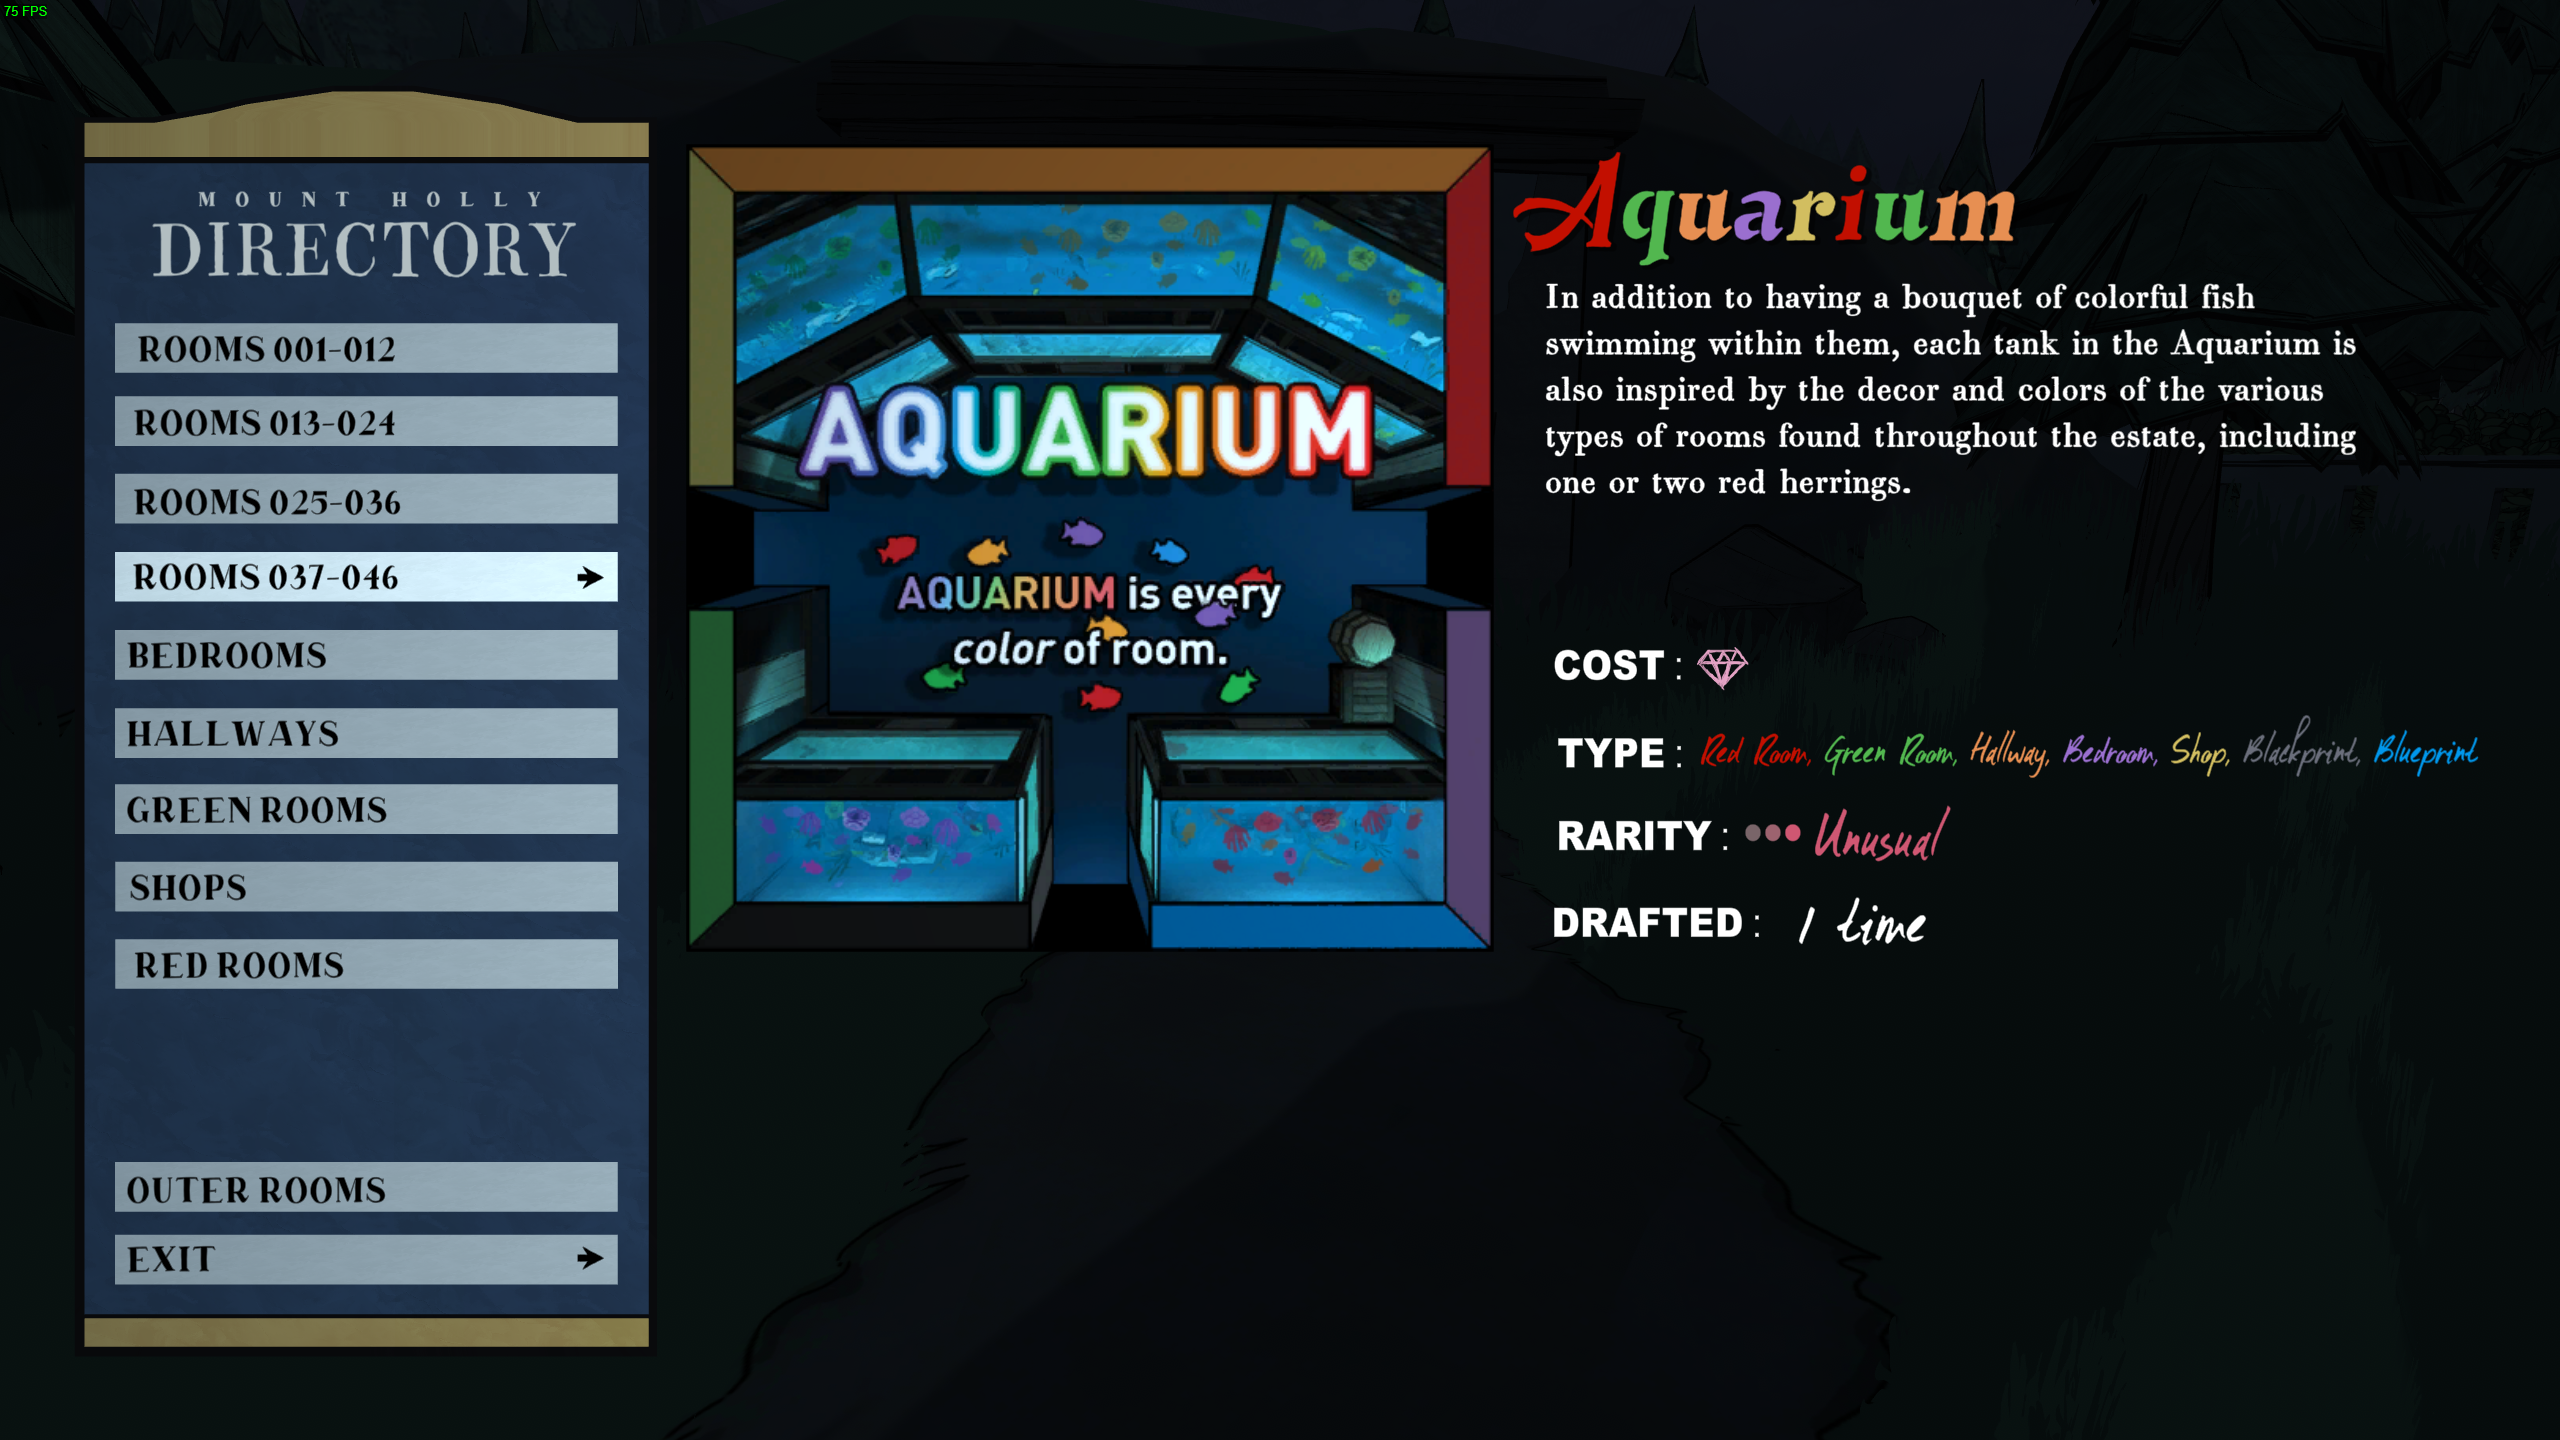 75 FPS
MOUNT HOLLY
DIRECTORY
ROOMS 001-012
ROOMS 013-024
ROOMS 025-036
ROOMS 037-046
BEDROOMS
HALLWAYS
GREEN ROOMS
SHOPS
RED ROOMS
OUTER ROOMS
EXIT
AQUARIUM
AQUARIUM is every
color of room.
Aquarium
In addition to having a bouquet of colorful fish
swimming within them, each tank in the Aquarium is
also inspired by the decor and colors of the various
types of rooms found throughout the estate, including
one or two red herrings.
COST :
TYPE : Red Room, Green Room, Hallway, Bedroom, Shop, Blackprint, Blueprint
RARITY : Unusual
DRAFTED : 1 time